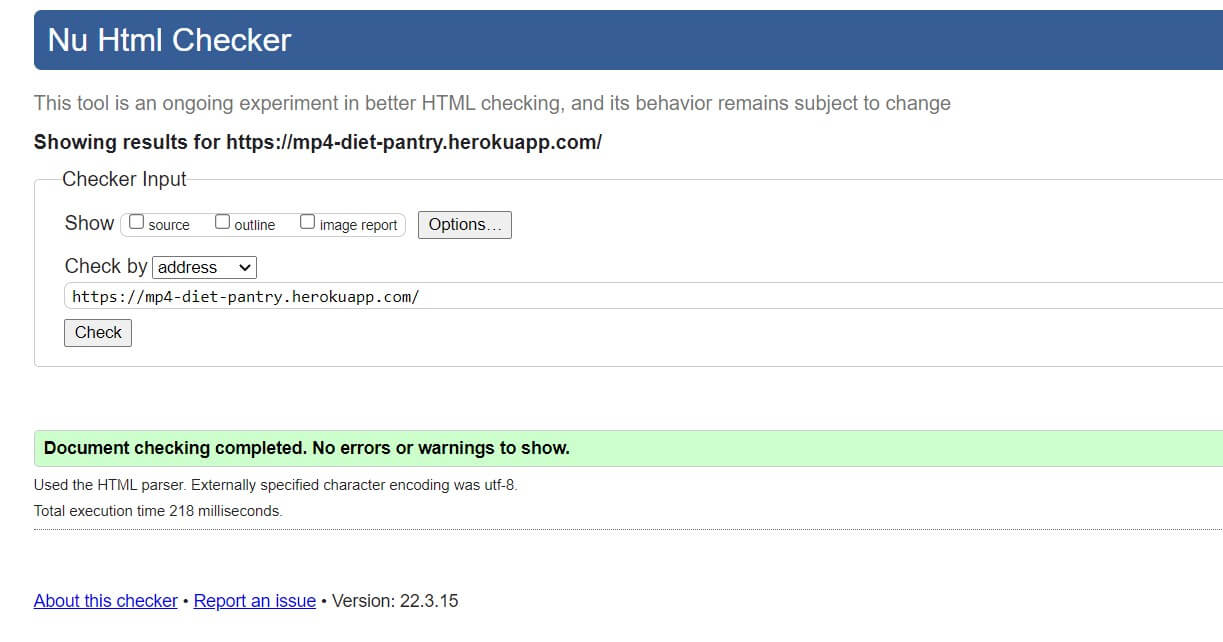 Nu Html Checker
This tool is an ongoing experiment in better HTML checking, and its behavior remains subject to change
Showing results for https://mp4-diet-pantry.herokuapp.com/
Checker Input
Show source outline image report Options...
Check by address
https://mp4-diet-pantry.herokuapp.com/
Check
Document checking completed. No errors or warnings to show.
Used the HTML parser. Externally specified character encoding was utf-8.
Total execution time 218 milliseconds.
About this checker • Report an issue • Version: 22.3.15